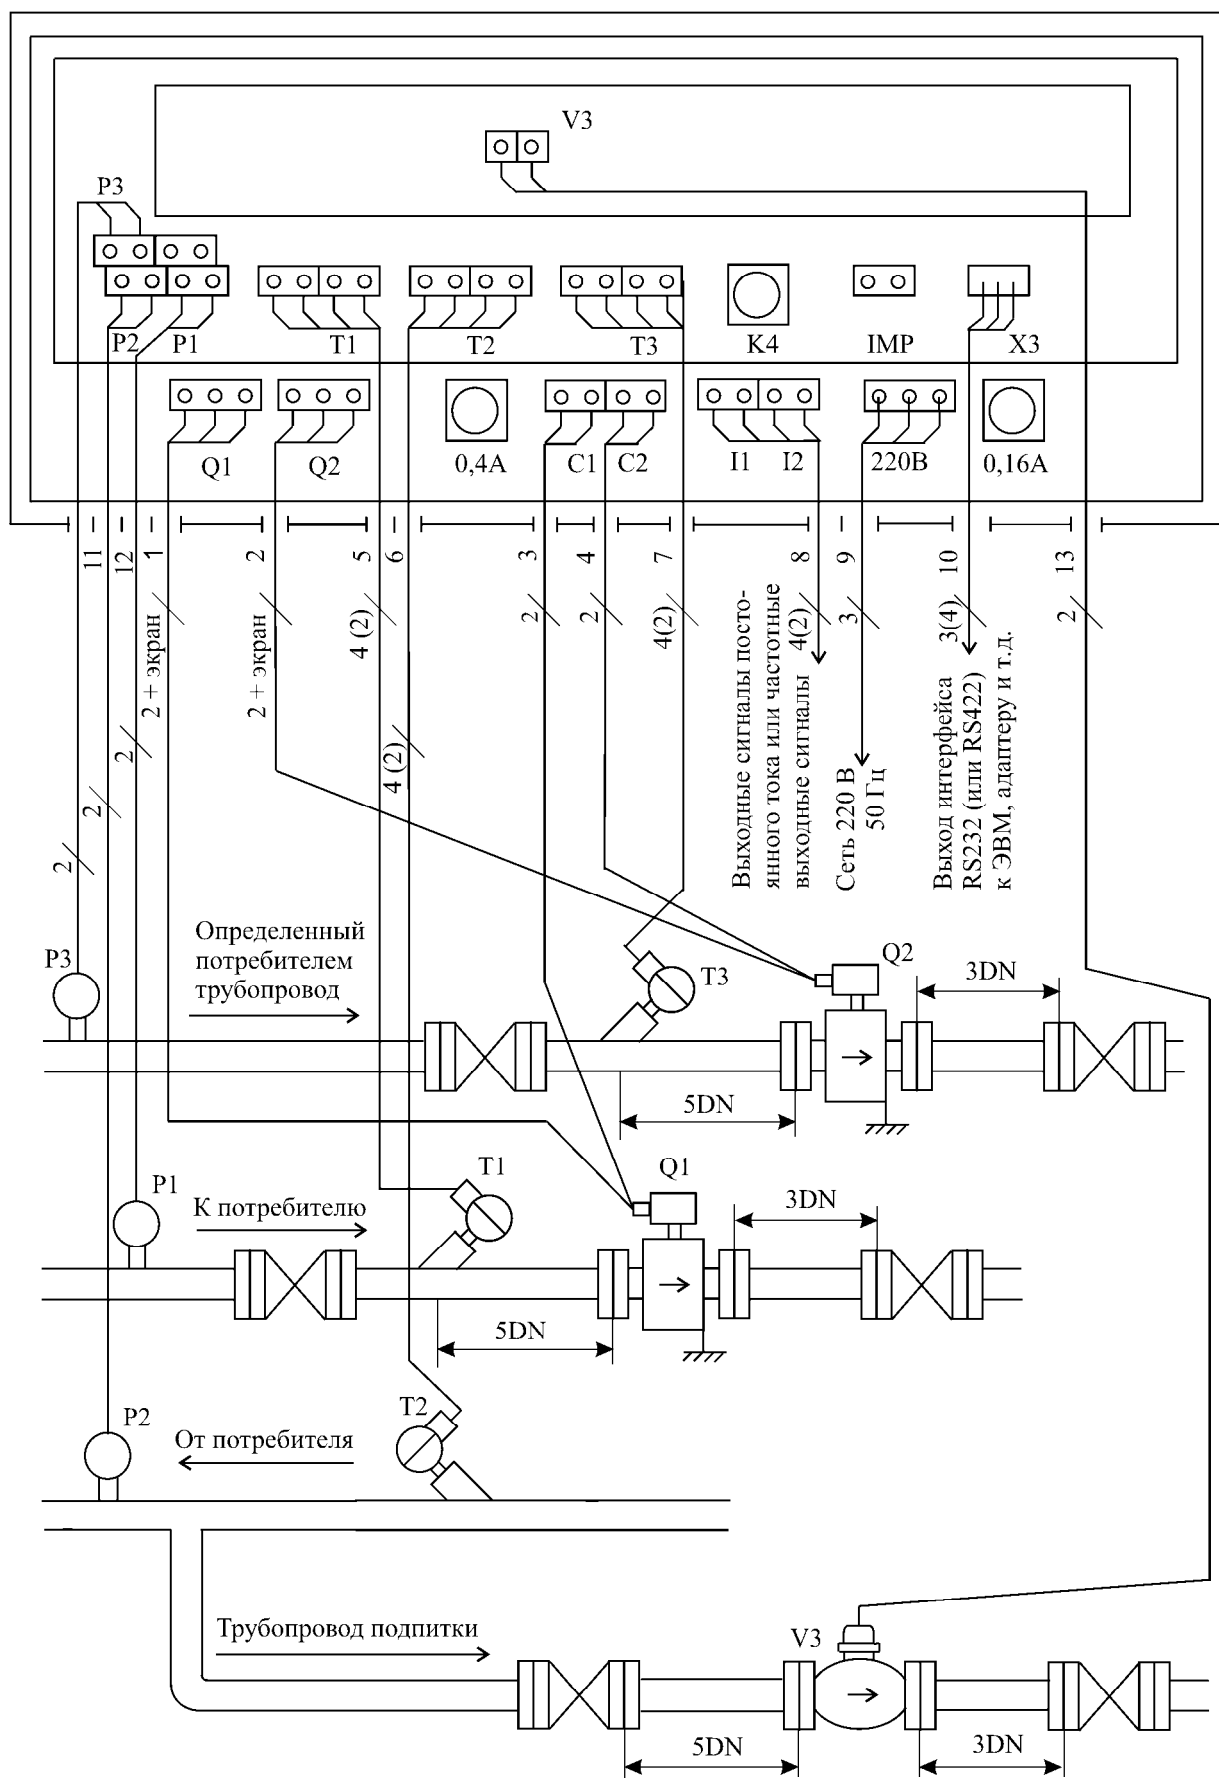 V3
P3
P2
P1
T1
T2
T3
K4
IMP
X3
Q1
Q2
0,4А
C1
C2
I1
I2
220В
0,16А
11
12
1
2
5
6
3
4
7
8
9
10
13
2 + экран
2 + экран
4 (2)
4 (2)
2
2
4(2)
4(2)
3
3(4)
2
2
2
2
Выходные сигналы посто-
янного тока или частотные
выходные сигналы
Сеть 220 В
50 Гц
Выход интерфейса
RS232 (или RS422)
к ЭВМ, адаптеру и т.д.
P3
Определенный
потребителем
трубопровод
T3
Q2
3DN
5DN
P1
К потребителю
T1
Q1
3DN
5DN
P2
От потребителя
T2
Трубопровод подпитки
V3
5DN
3DN